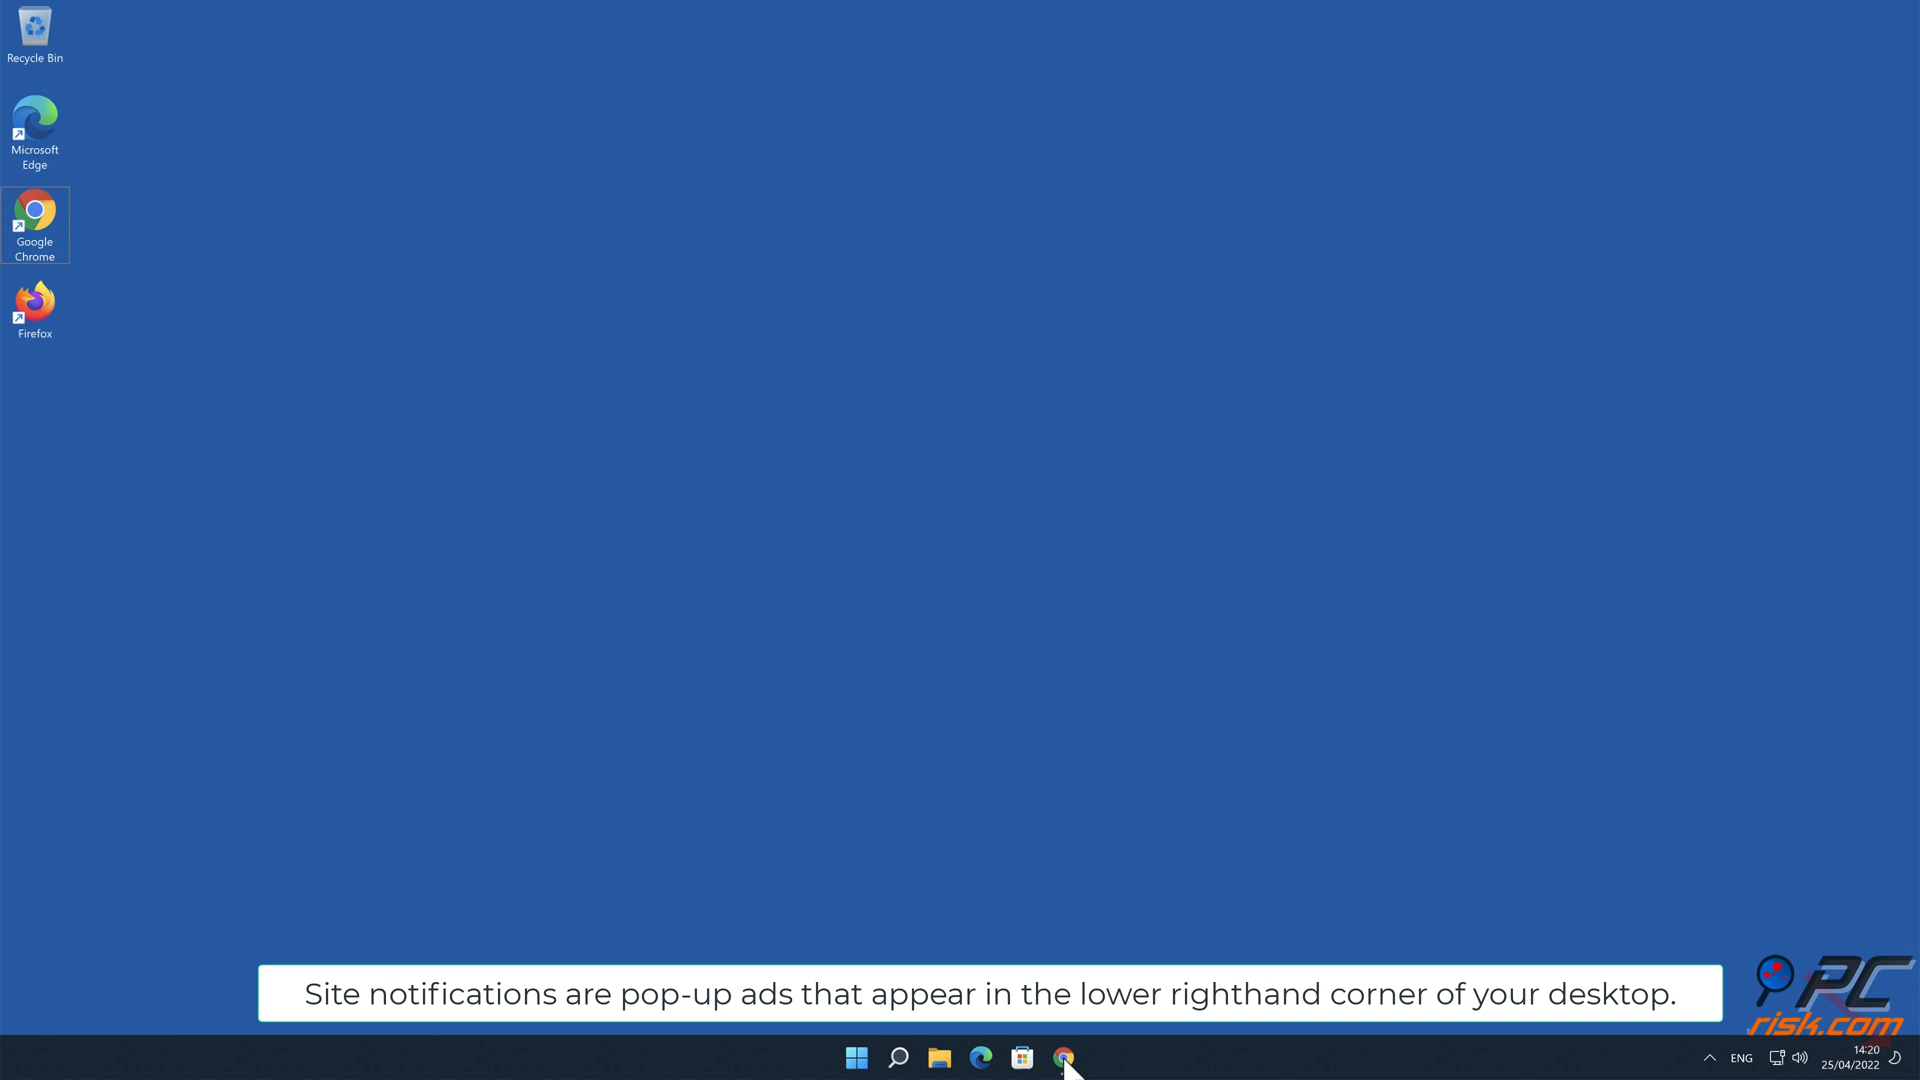 Recycle Bin
Microsoft
Edge
Google
Chrome
Firefox
Site notifications are pop-up ads that appear in the lower righthand corner of your desktop.
PC
risk.com
ENG
14:20
25/04/2022